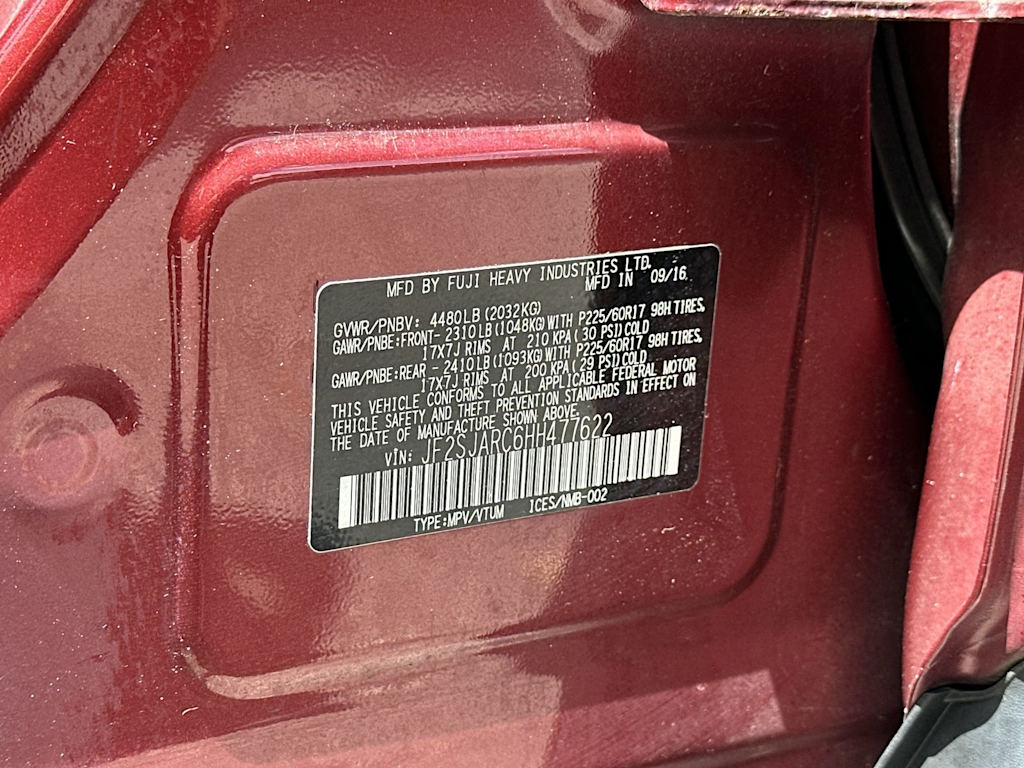 MFD BY FUJI HEAVY INDUSTRIES LTD.
MFD IN 09/16
GVWR/PNBV: 4480LB (2032KG)
GAWR/PNBE:FRONT- 2310LB (1048KG) WITH P225/60R17 98H TIRES,
17X7J RIMS AT 210 KPA ( 30 PSI) COLD
GAWR/PNBE:REAR - 2410LB (1093KG) WITH P225/60R17 98H TIRES,
17X7J RIMS AT 200 KPA ( 29 PSI) COLD
THIS VEHICLE CONFORMS TO ALL APPLICABLE FEDERAL MOTOR
VEHICLE SAFETY AND THEFT PREVENTION STANDARDS IN EFFECT ON
THE DATE OF MANUFACTURE SHOWN ABOVE.
VIN: JF2SJARC6HH477622
TYPE:MPV/VTUM ICES/NMB-002